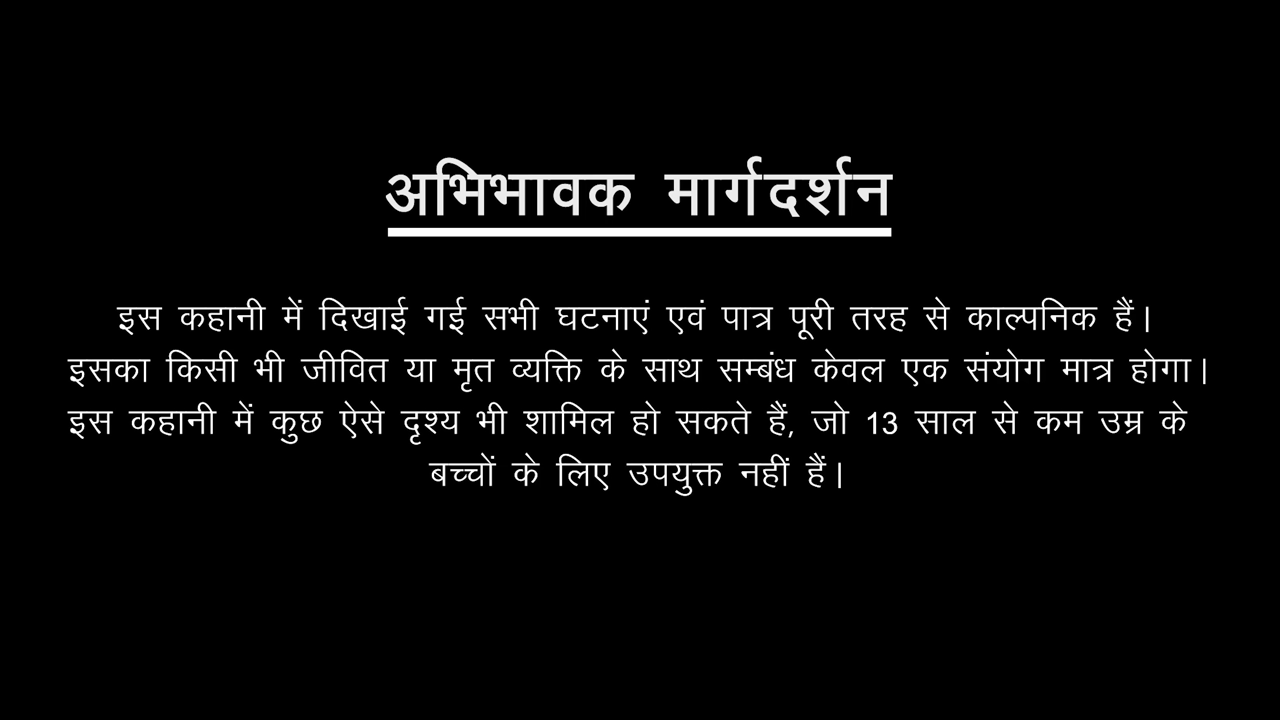 अभिभावक मार्गदर्शन
इस कहानी में दिखाई गई सभी घटनाएं एवं पात्र पूरी तरह से काल्पनिक हैं।
इसका किसी भी जीवित या मृत व्यक्ति के साथ सम्बंध केवल एक संयोग मात्र होगा।
इस कहानी में कुछ ऐसे दृश्य भी शामिल हो सकते हैं, जो 13 साल से कम उम्र के
बच्चों के लिए उपयुक्त नहीं हैं।